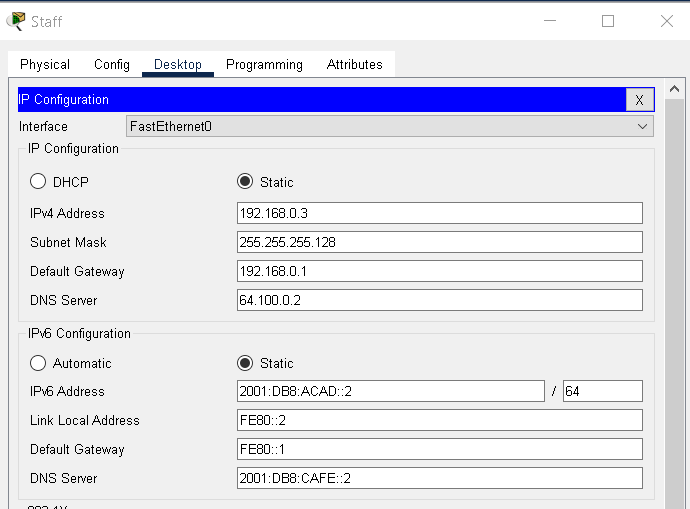 Staff
Physical Config Desktop Programming Attributes
IP Configuration X
Interface FastEthernet0
IP Configuration
DHCP Static
IPv4 Address 192.168.0.3
Subnet Mask 255.255.255.128
Default Gateway 192.168.0.1
DNS Server 64.100.0.2
IPv6 Configuration
Automatic Static
IPv6 Address 2001:DB8:ACAD::2 / 64
Link Local Address FE80::2
Default Gateway FE80::1
DNS Server 2001:DB8:CAFE::2